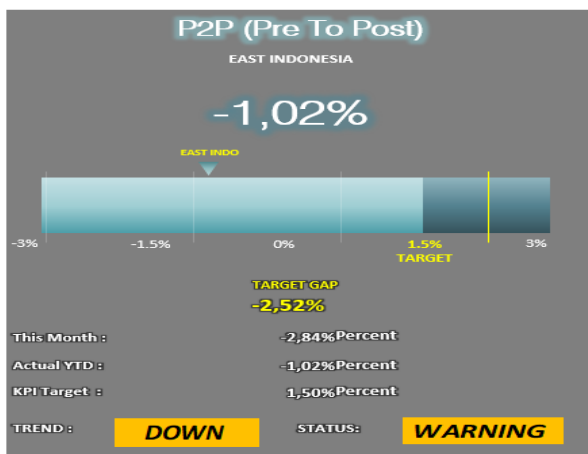 P2P (Pre To Post)
EAST INDONESIA
-1,02%
EAST INDO
-3% -1.5% 0% 1.5% 3%
TARGET
TARGET GAP
-2,52%
This Month : -2,84%Percent
Actual YTD : -1,02%Percent
KPI Target : 1,50%Percent
TREND : DOWN STATUS: WARNING